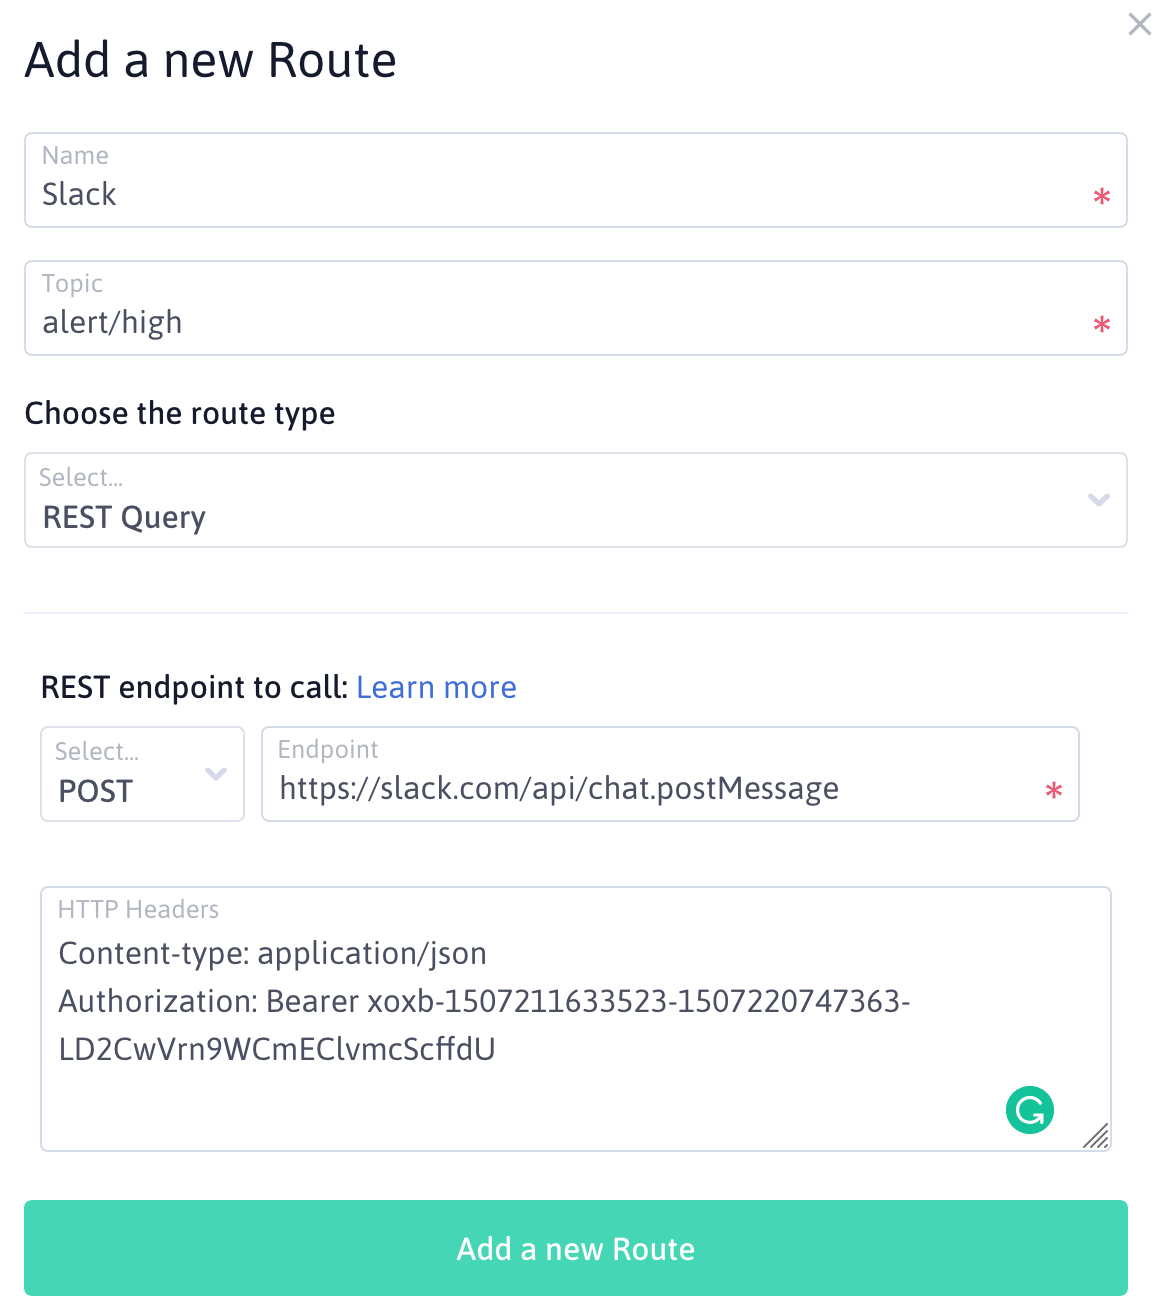 Add a new Route
Name
Slack
*
Topic
alert/high
*
Choose the route type
Select...
REST Query
REST endpoint to call: Learn more
Select...
POST
Endpoint
https://slack.com/api/chat.postMessage
*
HTTP Headers
Content-type: application/json
Authorization: Bearer xoxb-1507211633523-1507220747363-
LD2CwVrn9WCmEClvmcScffdU
Add a new Route